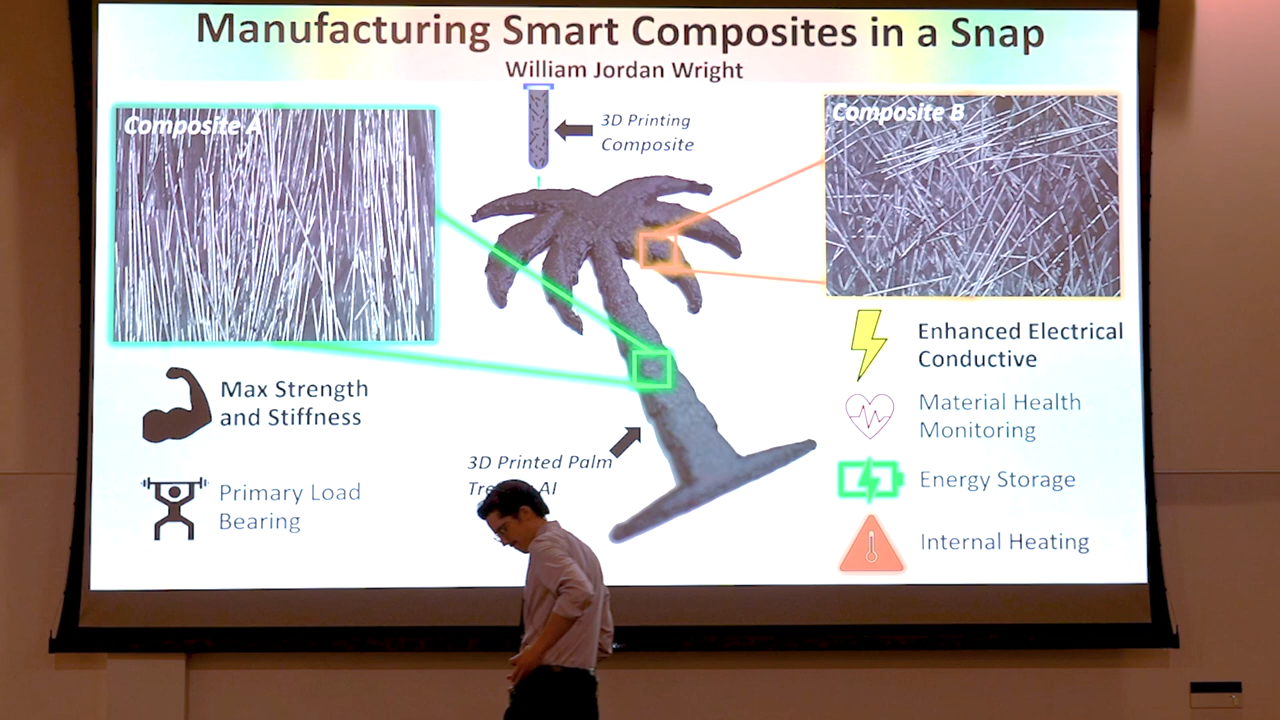 Manufacturing Smart Composites in a Snap
William Jordan Wright
Composite A
3D Printing
Composite
Composite B
Max Strength
and Stiffness
Primary Load
Bearing
3D Printed Palm
AI
Enhanced Electrical
Conductive
Material Health
Monitoring
Energy Storage
Internal Heating